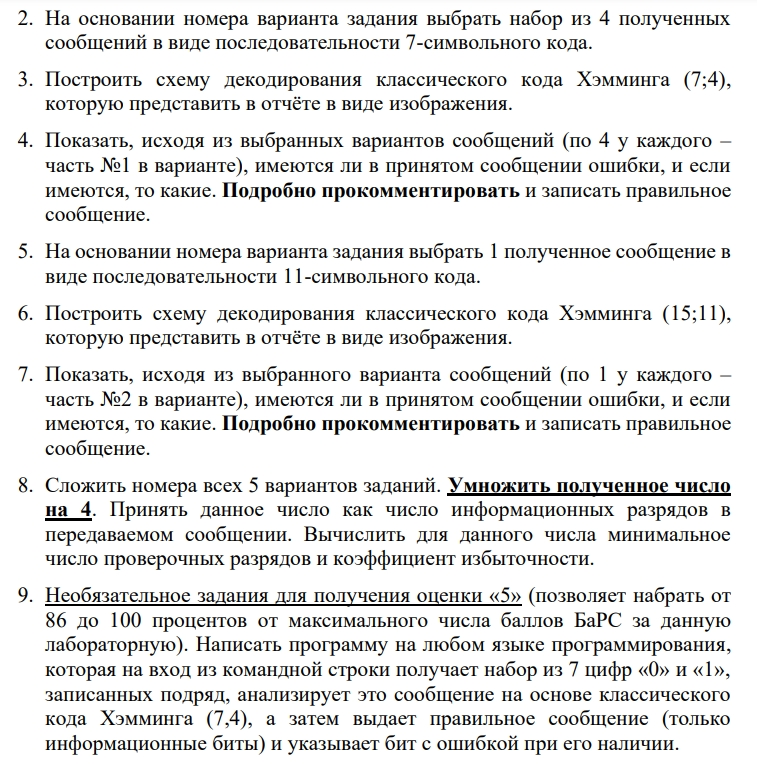 2. На основании номера варианта задания выбрать набор из 4 полученных
сообщений в виде последовательности 7-символьного кода.
3. Построить схему декодирования классического кода Хэмминга (7;4),
которую представить в отчёте в виде изображения.
4. Показать, исходя из выбранных вариантов сообщений (по 4 у каждого –
часть №1 в варианте), имеются ли в принятом сообщении ошибки, и если
имеются, то какие. Подробно прокомментировать и записать правильное
сообщение.
5. На основании номера варианта задания выбрать 1 полученное сообщение в
виде последовательности 11-символьного кода.
6. Построить схему декодирования классического кода Хэмминга (15;11),
которую представить в отчёте в виде изображения.
7. Показать, исходя из выбранного варианта сообщений (по 1 у каждого –
часть №2 в варианте), имеются ли в принятом сообщении ошибки, и если
имеются, то какие. Подробно прокомментировать и записать правильное
сообщение.
8. Сложить номера всех 5 вариантов заданий. Умножить полученное число
на 4. Принять данное число как число информационных разрядов в
передаваемом сообщении. Вычислить для данного числа минимальное
число проверочных разрядов и коэффициент избыточности.
9. Необязательное задания для получения оценки «5» (позволяет набрать от
86 до 100 процентов от максимального числа баллов БаРС за данную
лабораторную). Написать программу на любом языке программирования,
которая на вход из командной строки получает набор из 7 цифр «0» и «1»,
записанных подряд, анализирует это сообщение на основе классического
кода Хэмминга (7,4), а затем выдает правильное сообщение (только
информационные биты) и указывает бит с ошибкой при его наличии.